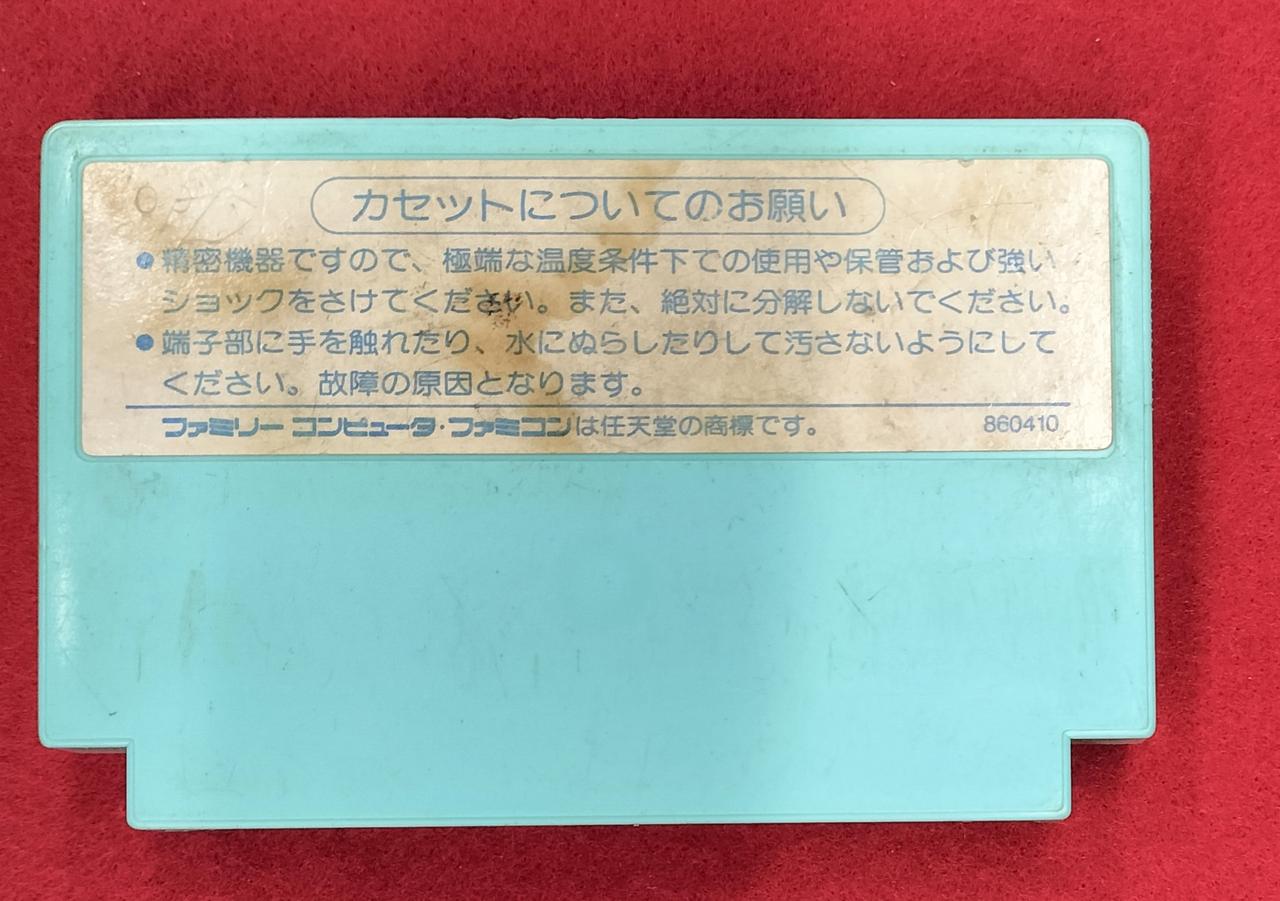 カセットについてのお願い
●精密機器ですので、極端な温度条件下での使用や保管および強い
ショックをさけてください。また、絶対に分解しないでください。
●端子部に手を触れたり、水にぬらしたりして汚さないようにして
ください。故障の原因となります。
ファミリー コンピュータ・ファミコンは任天堂の商標です。 860410